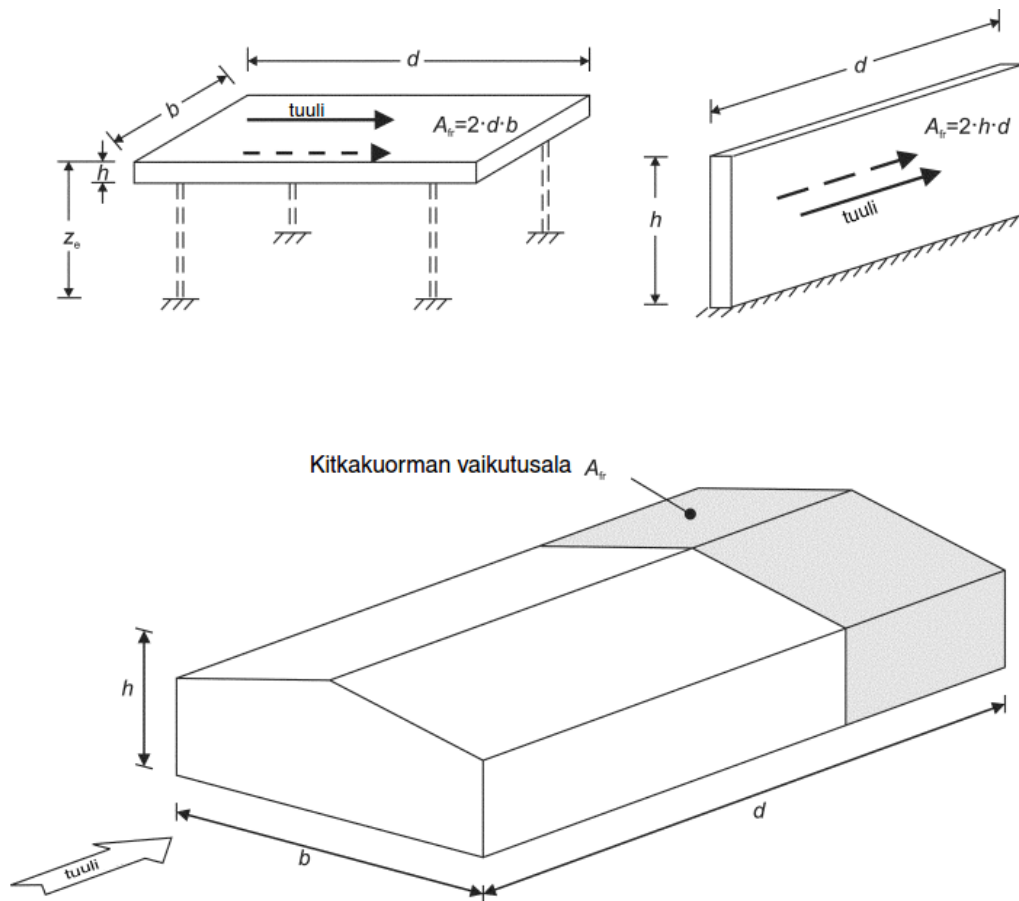 d
b
tuuli
A_fr=2·d·b
h
z_e
d
A_fr=2·h·d
tuuli
h
Kitkakuorman vaikutusala A_fr
h
tuuli
b
d